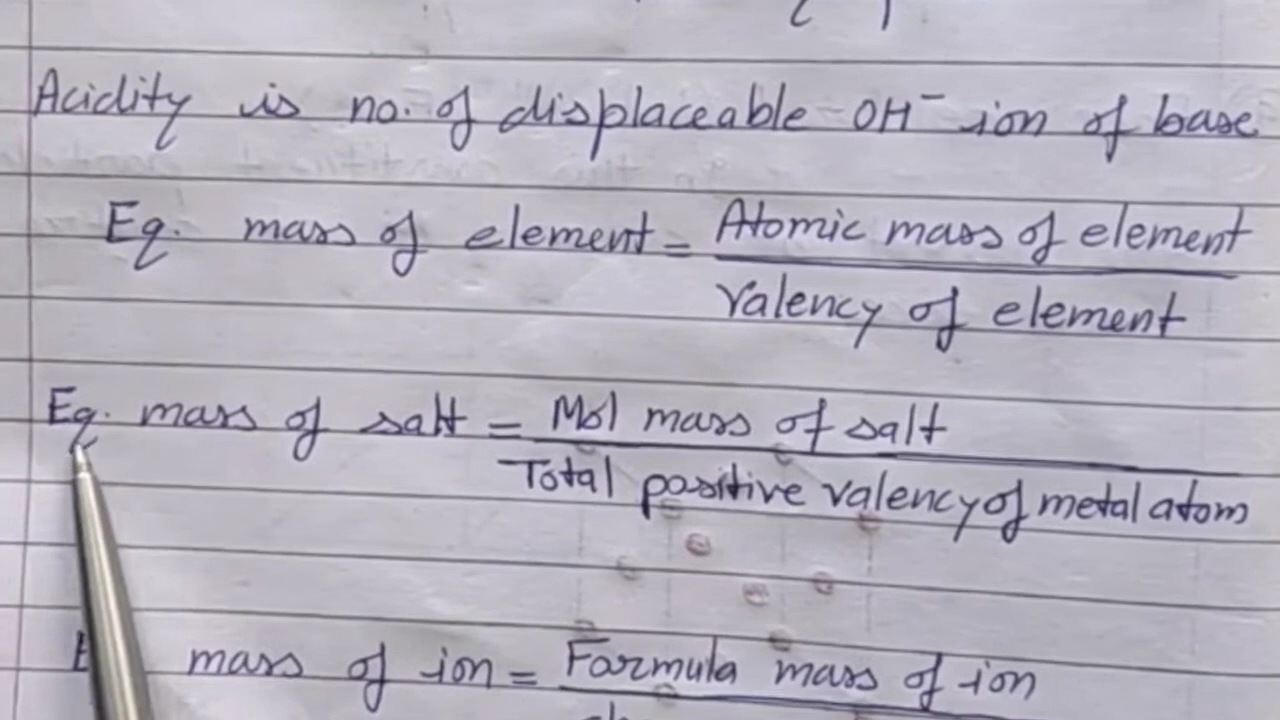 Acidity is no. of displaceable OH⁻ ion of base
Eq. mass of element = Atomic mass of element
Valency of element
Eq. mass of salt = Mol mass of salt
Total positive valency of metal atom
mass of ion = Formula mass of ion